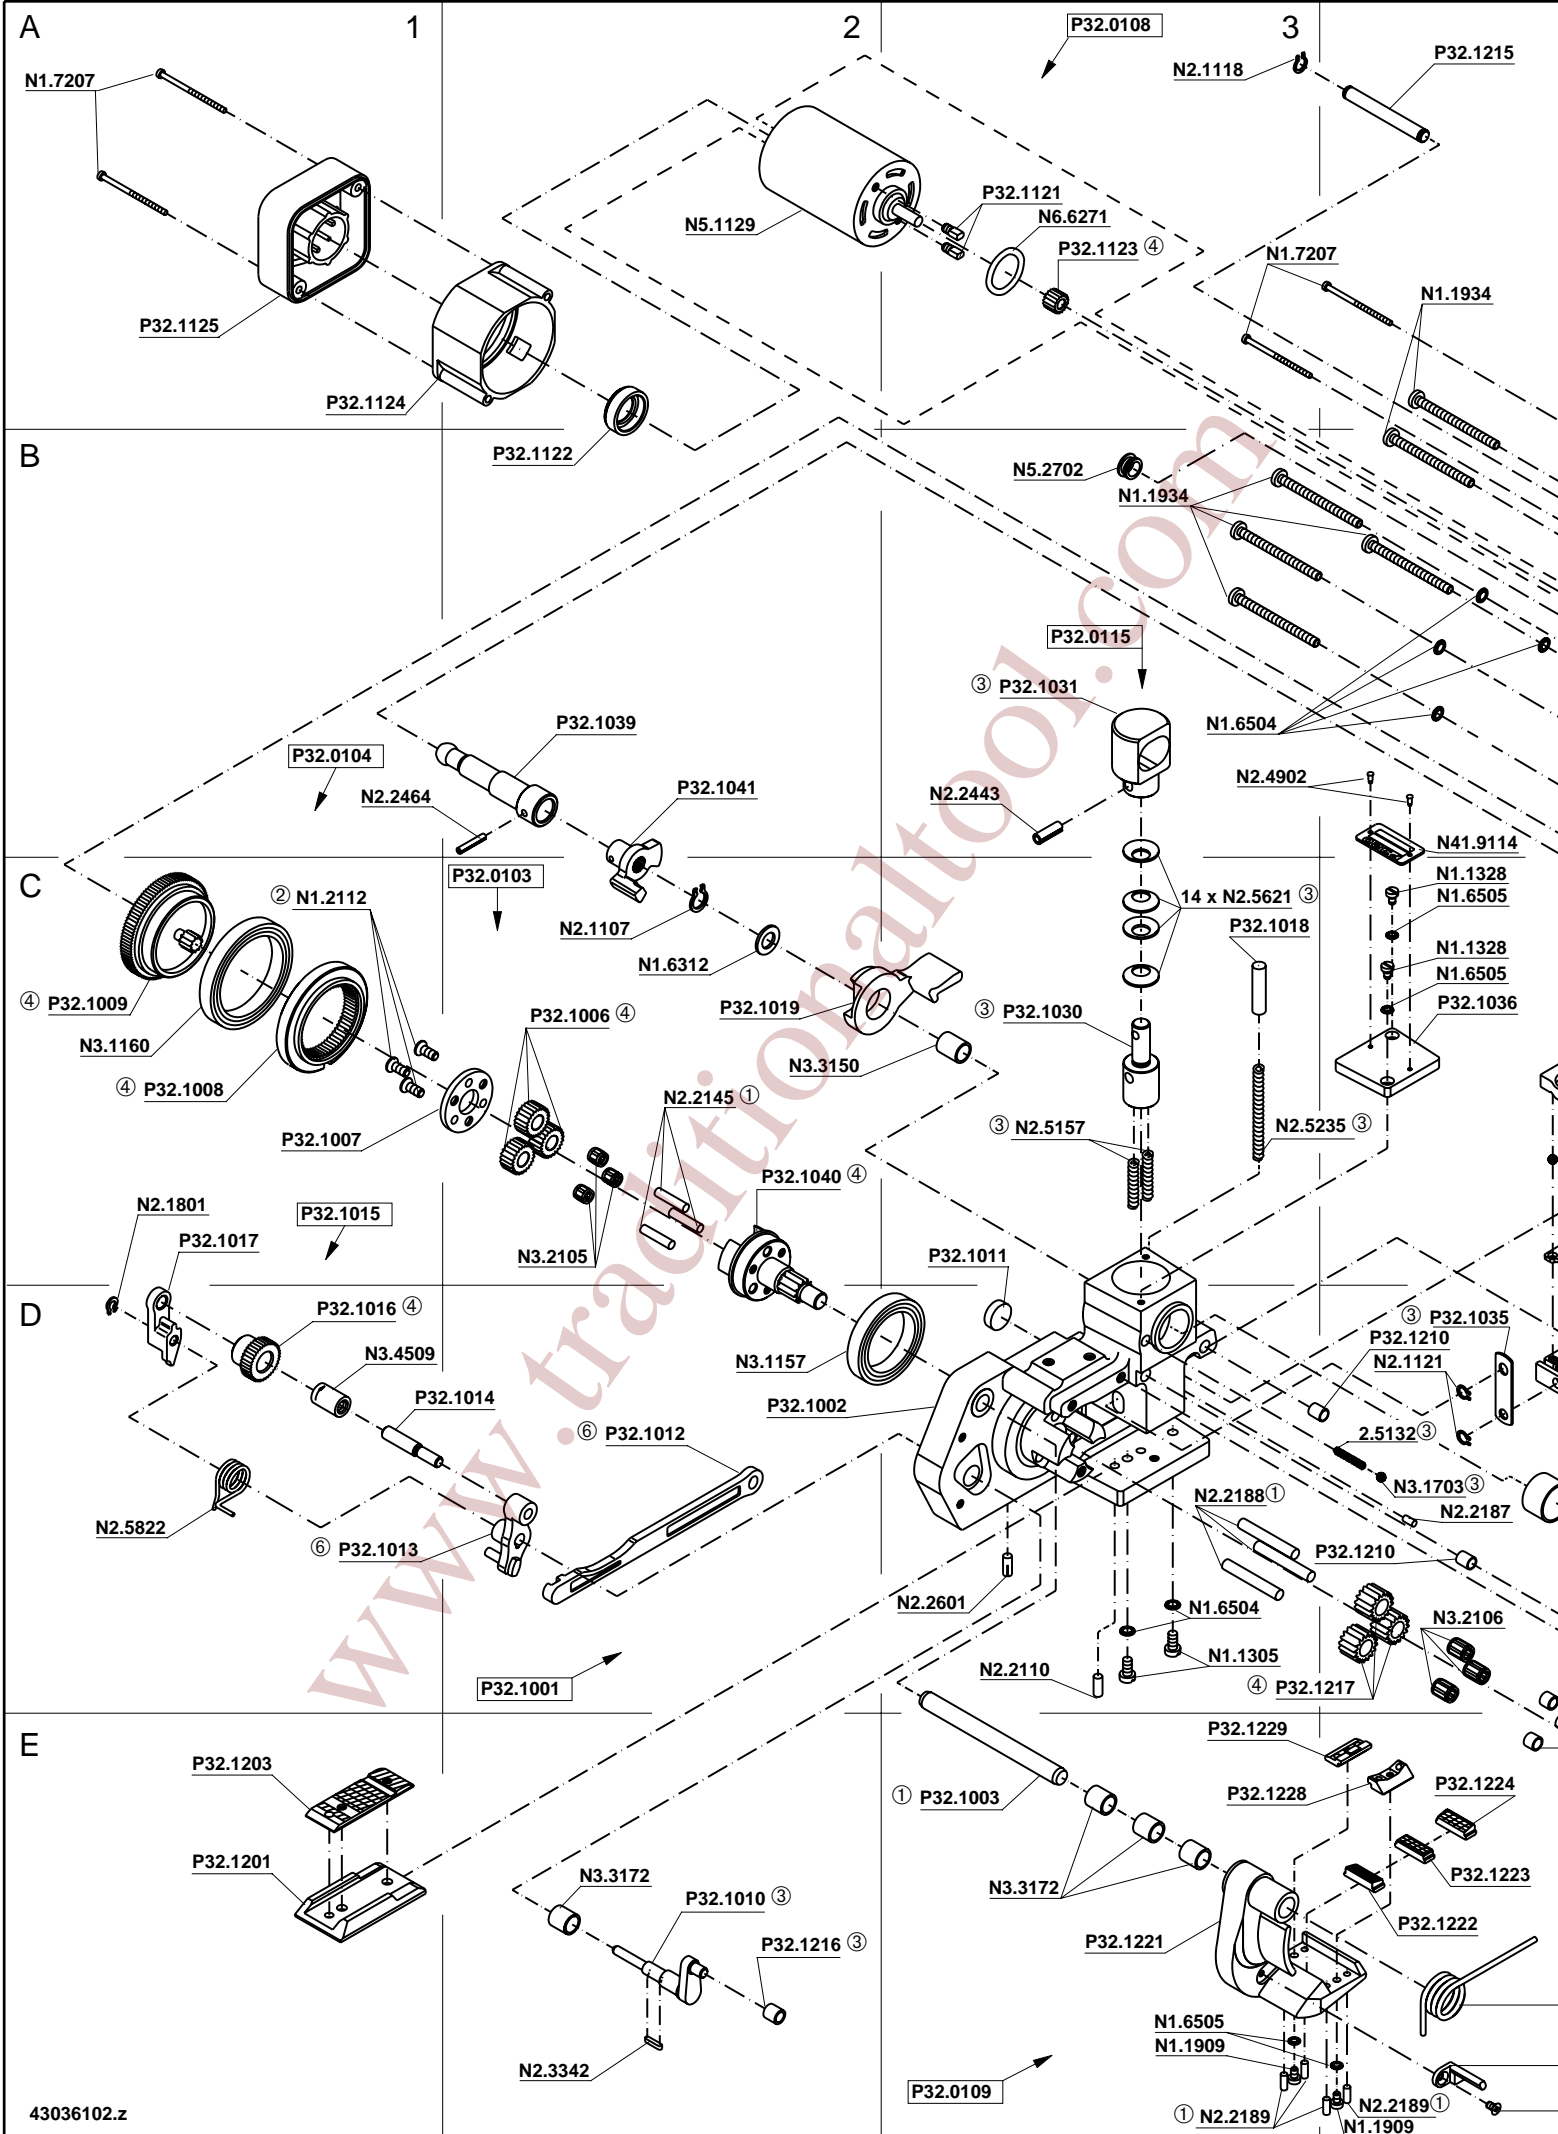 A
1
2
3
P32.0108
N2.1118
P32.1215
N1.7207
P32.1121
N6.6271
N5.1129
P32.1123 ④
N1.7207
N1.1934
P32.1125
P32.1124
P32.1122
B
N5.2702
N1.1934
P32.0115
③ P32.1031
P32.1039
P32.0104
N1.6504
N2.2464
P32.1041
N2.2443
N2.4902
N41.9114
C
P32.0103
② N1.2112
N1.1328
14 x N2.5621 ③
N1.6505
N2.1107
P32.1018
N1.6312
N1.1328
N1.6505
④ P32.1009
P32.1006 ④
P32.1019
③ P32.1030
P32.1036
N3.1160
N3.3150
④ P32.1008
N2.2145 ①
P32.1007
③ N2.5157
N2.5235 ③
P32.1040 ④
N2.1801
P32.1015
P32.1017
N3.2105
P32.1011
D
P32.1016 ④
③ P32.1035
P32.1210
N3.4509
N3.1157
N2.1121
P32.1014
P32.1002
⑥ P32.1012
2.5132 ③
N3.1703 ③
N2.2188 ①
N2.2187
N2.5822
⑥ P32.1013
P32.1210
N2.2601
N1.6504
N3.2106
N1.1305
N2.2110
④ P32.1217
P32.1001
E
P32.1229
P32.1203
① P32.1003
P32.1228
P32.1224
P32.1201
N3.3172
P32.1010 ③
N3.3172
P32.1223
P32.1222
P32.1216 ③
P32.1221
N1.6505
N1.1909
N2.3342
P32.0109
N2.2189 ①
① N2.2189
N1.1909
43036102.z
www.traditionaltool.com